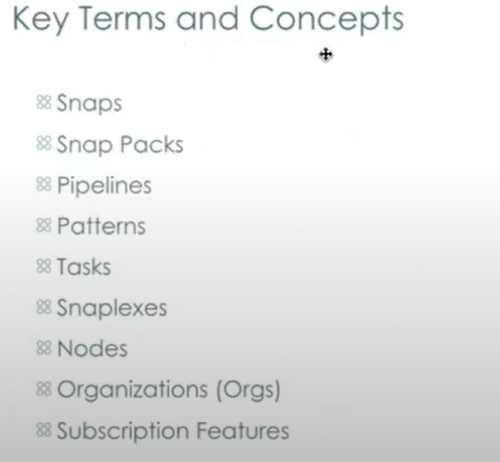 Key Terms and Concepts
Snaps
Snap Packs
Pipelines
Patterns
Tasks
Snaplexes
Nodes
Organizations (Orgs)
Subscription Features